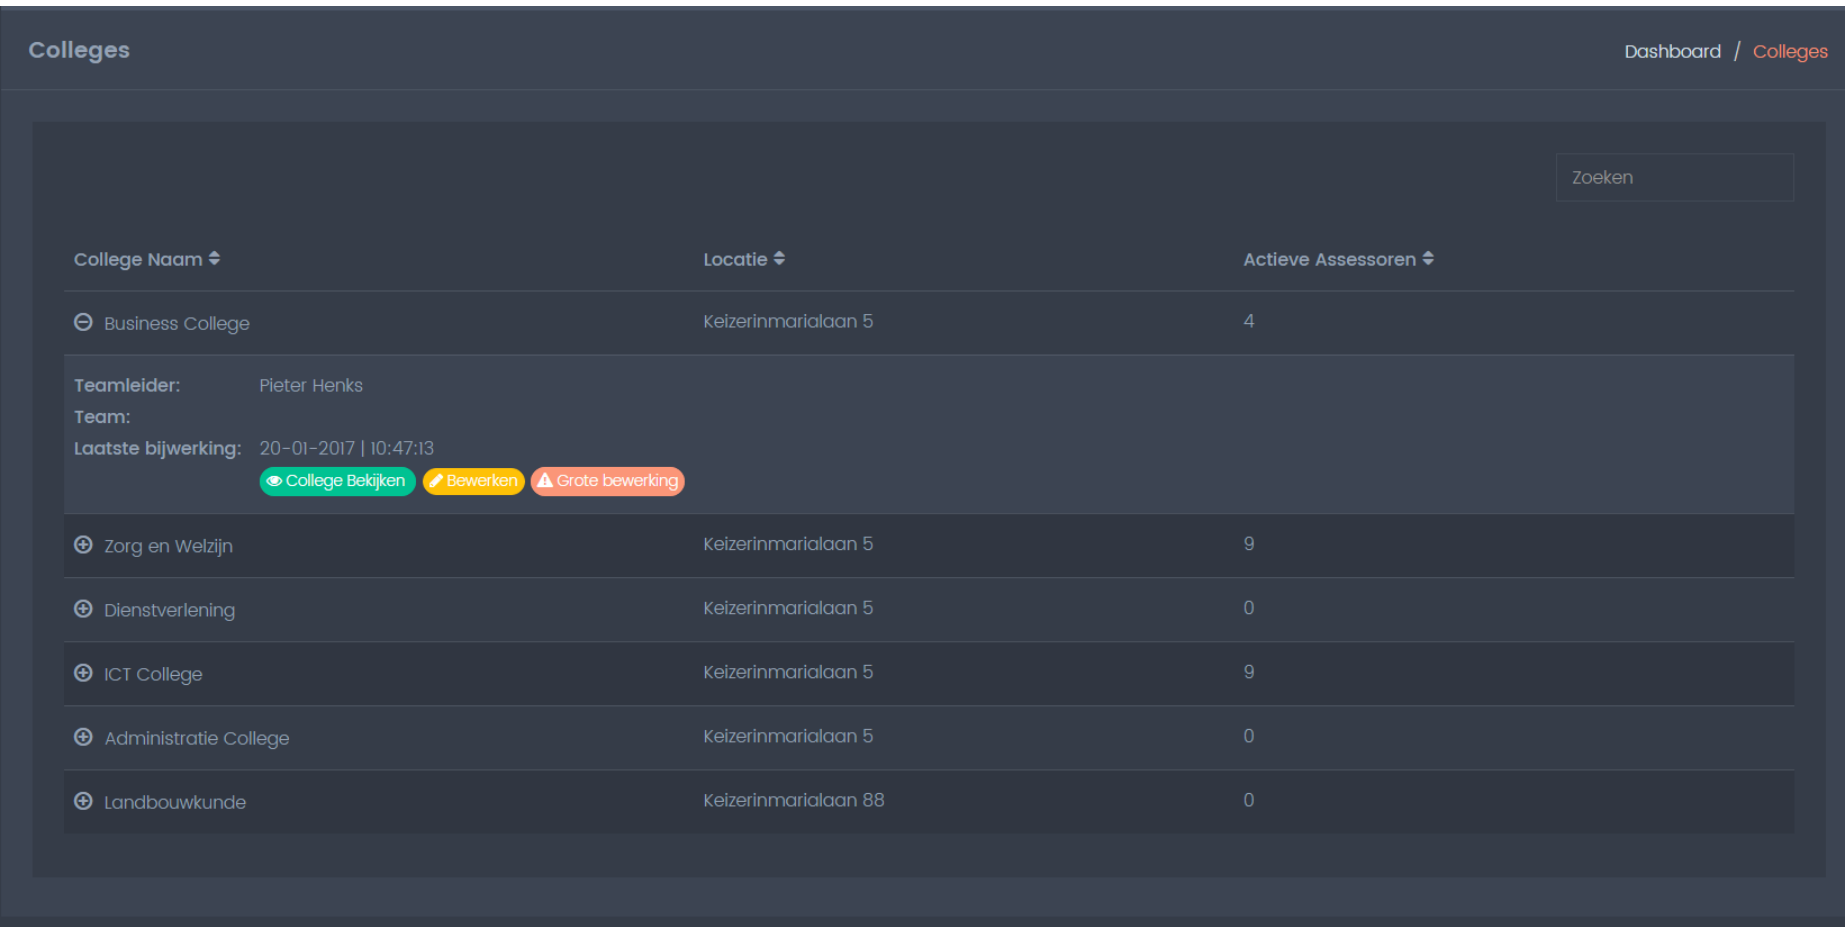 Colleges
Dashboard / Colleges
Zoeken
College Naam Locatie Actieve Assessoren
Business College Keizerinmarialaan 5 4
Teamleider: Pieter Henks
Team:
Laatste bijwerking: 20-01-2017 | 10:47:13
College Bekijken Bewerken Grote bewerking
Zorg en Welzijn Keizerinmarialaan 5 9
Dienstverlening Keizerinmarialaan 5 0
ICT College Keizerinmarialaan 5 9
Administratie College Keizerinmarialaan 5 0
Landbouwkunde Keizerinmarialaan 88 0